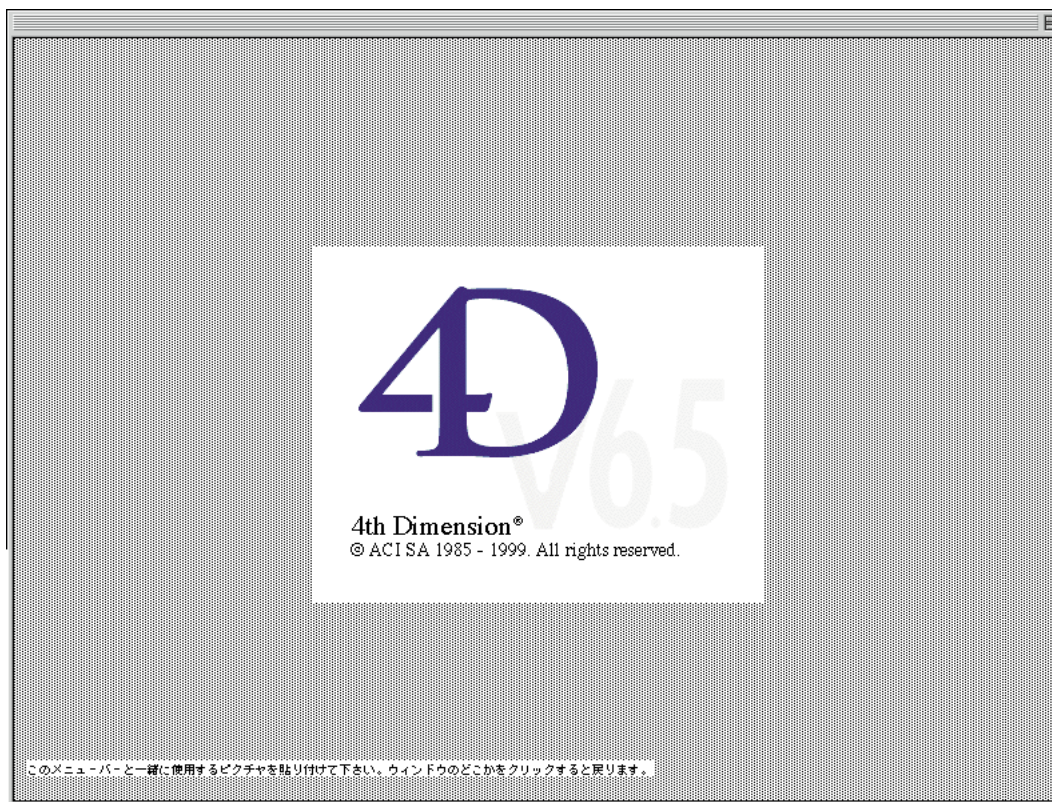 4D
v6.5
4th Dimension®
© ACI SA 1985 - 1999. All rights reserved.
このメニューバーと一緒に使用するピクチャを貼り付けて下さい。ウィンドウのどこかをクリックすると戻ります。